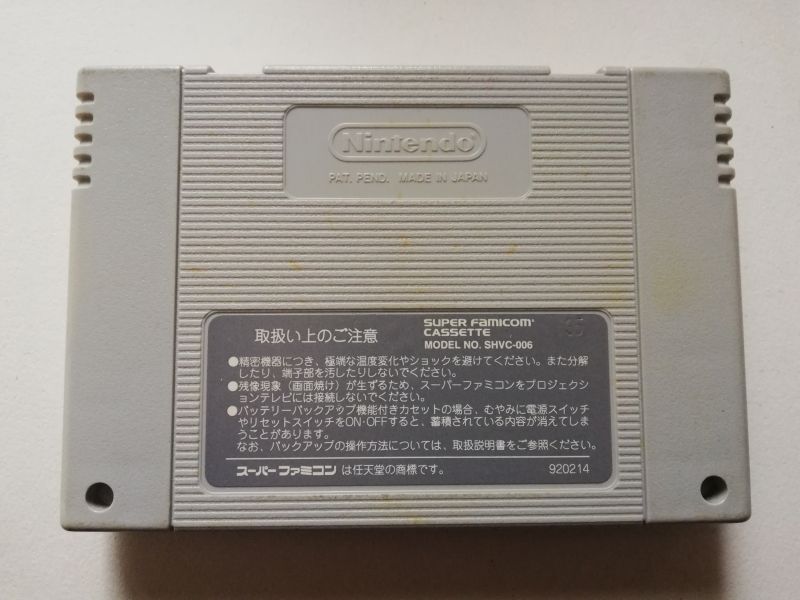 Nintendo
PAT. PEND. MADE IN JAPAN
取扱い上のご注意
SUPER FAMICOM
CASSETTE
MODEL NO. SHVC-006
●精密機器につき、極端な温度変化やショックを避けてください。また分解
したり、端子部を汚したりしないでください。
●残像現象（画面焼け）が生ずるため、スーパーファミコンをプロジェクシ
ョンテレビには接続しないでください。
●バッテリーバックアップ機能付きカセットの場合、むやみに電源スイッチ
やリセットスイッチをON・OFFすると、蓄積されている内容が消えてしま
うことがあります。
なお、バックアップの操作方法については、取扱説明書をご参照ください。
スーパーファミコン は任天堂の商標です。 920214